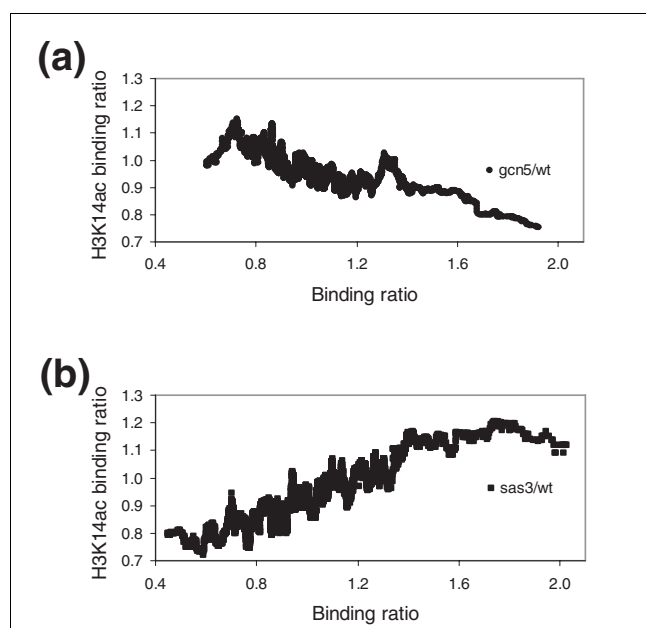 (a)
H3K14ac binding ratio
1.3
1.2
1.1
1.0
0.9
0.8
0.7
gcn5/wt
0.4 0.8 1.2 1.6 2.0
Binding ratio
(b)
H3K14ac binding ratio
1.3
1.2
1.1
1.0
0.9
0.8
0.7
sas3/wt
0.4 0.8 1.2 1.6 2.0
Binding ratio